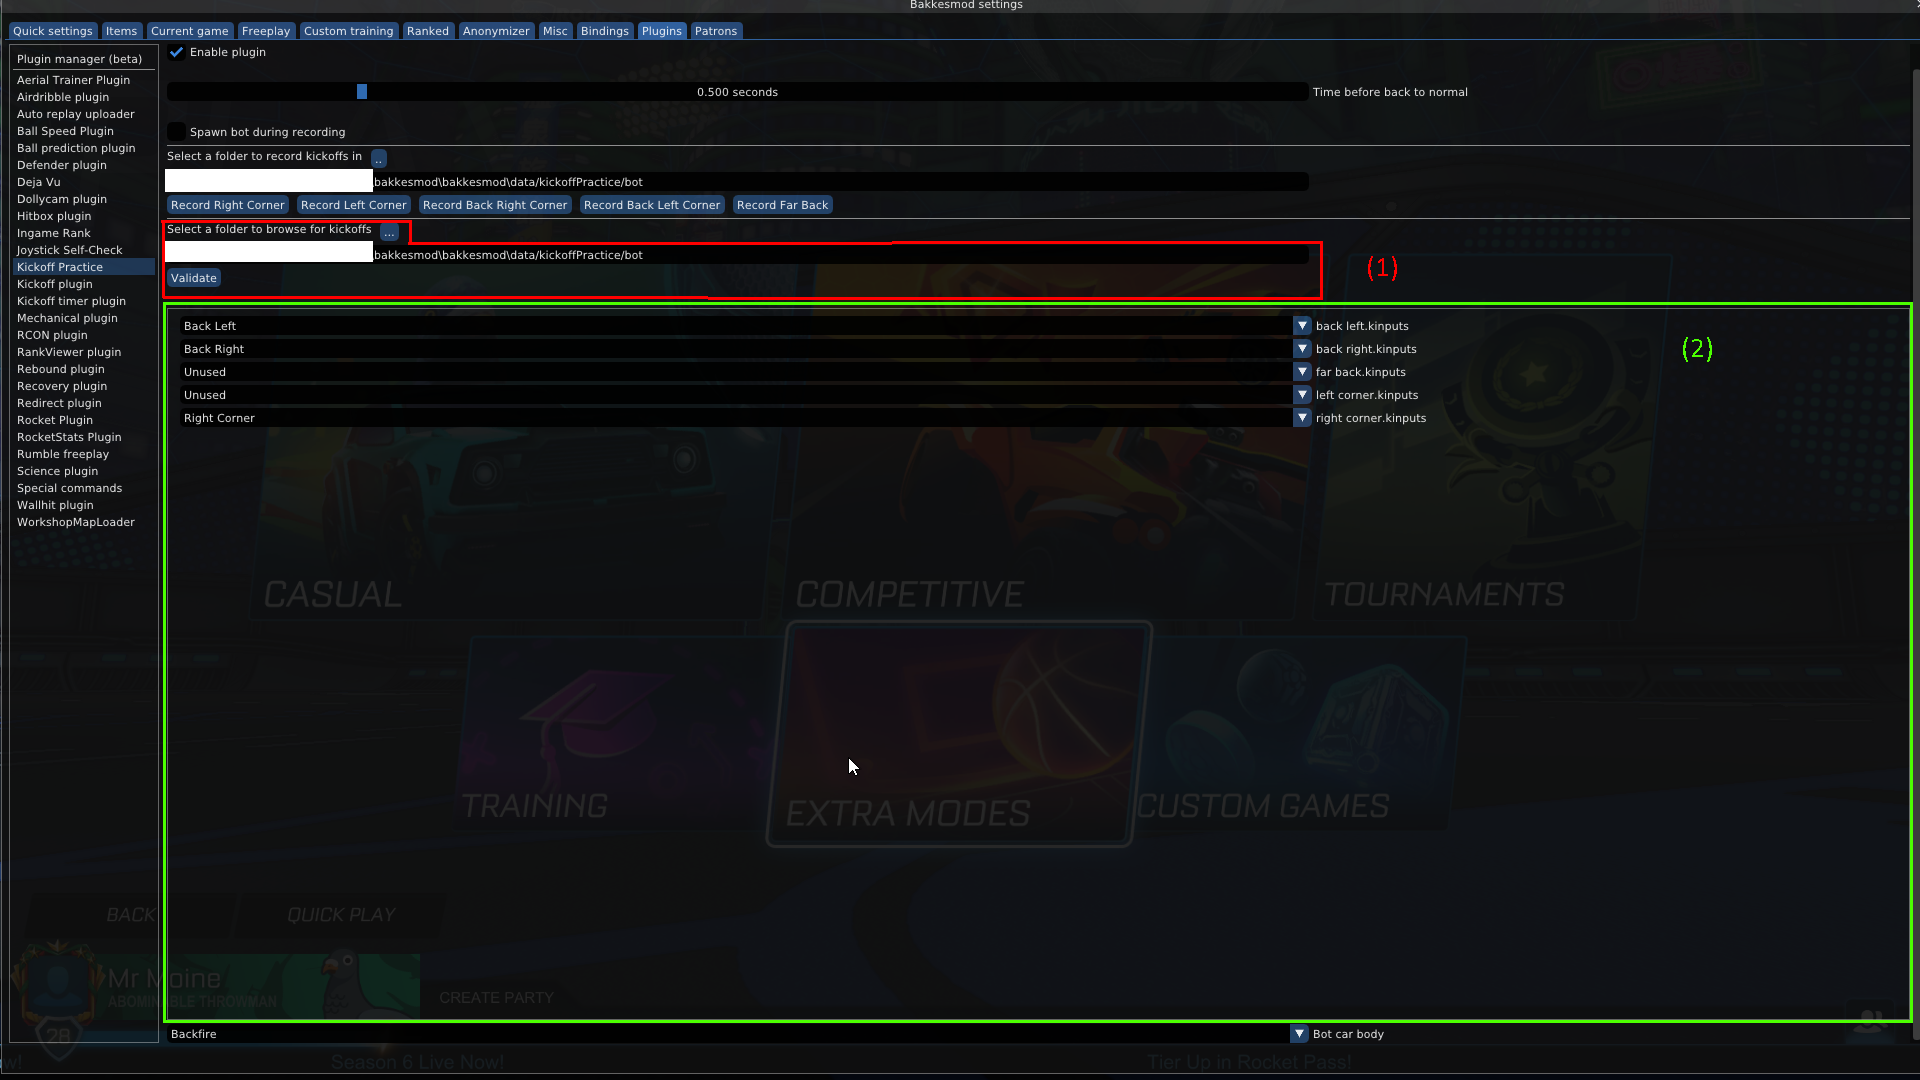 Bakkesmod settings
Quick settings Items Current game Freeplay Custom training Ranked Anonymizer Misc Bindings Plugins Patrons
Plugin manager (beta)
Aerial Trainer Plugin
Airdribble plugin
Auto replay uploader
Ball Speed Plugin
Ball prediction plugin
Defender plugin
Deja Vu
Dollycam plugin
Hitbox plugin
Ingame Rank
Joystick Self-Check
Kickoff Practice
Kickoff plugin
Kickoff timer plugin
Mechanical plugin
RCON plugin
RankViewer plugin
Rebound plugin
Recovery plugin
Redirect plugin
Rocket Plugin
RocketStats Plugin
Rumble freeplay
Science plugin
Special commands
Wallhit plugin
WorkshopMapLoader
Enable plugin
0.500 seconds Time before back to normal
Spawn bot during recording
Select a folder to record kickoffs in ..
bakkesmod\bakkesmod\data/kickoffPractice/bot
Record Right Corner Record Left Corner Record Back Right Corner Record Back Left Corner Record Far Back
Select a folder to browse for kickoffs ...
bakkesmod\bakkesmod\data/kickoffPractice/bot
(1)
Validate
Back Left back left.kinputs
(2)
Back Right back right.kinputs
Unused far back.kinputs
Unused left corner.kinputs
Right Corner right corner.kinputs
CASUAL COMPETITIVE TOURNAMENTS
TRAINING EXTRA MODES CUSTOM GAMES
BACK QUICK PLAY
Mr Moine
ABOMINABLE THROWMAN
CREATE PARTY
28
Backfire Bot car body
w! Season 6 Live Now! Tier Up in Rocket Pass!